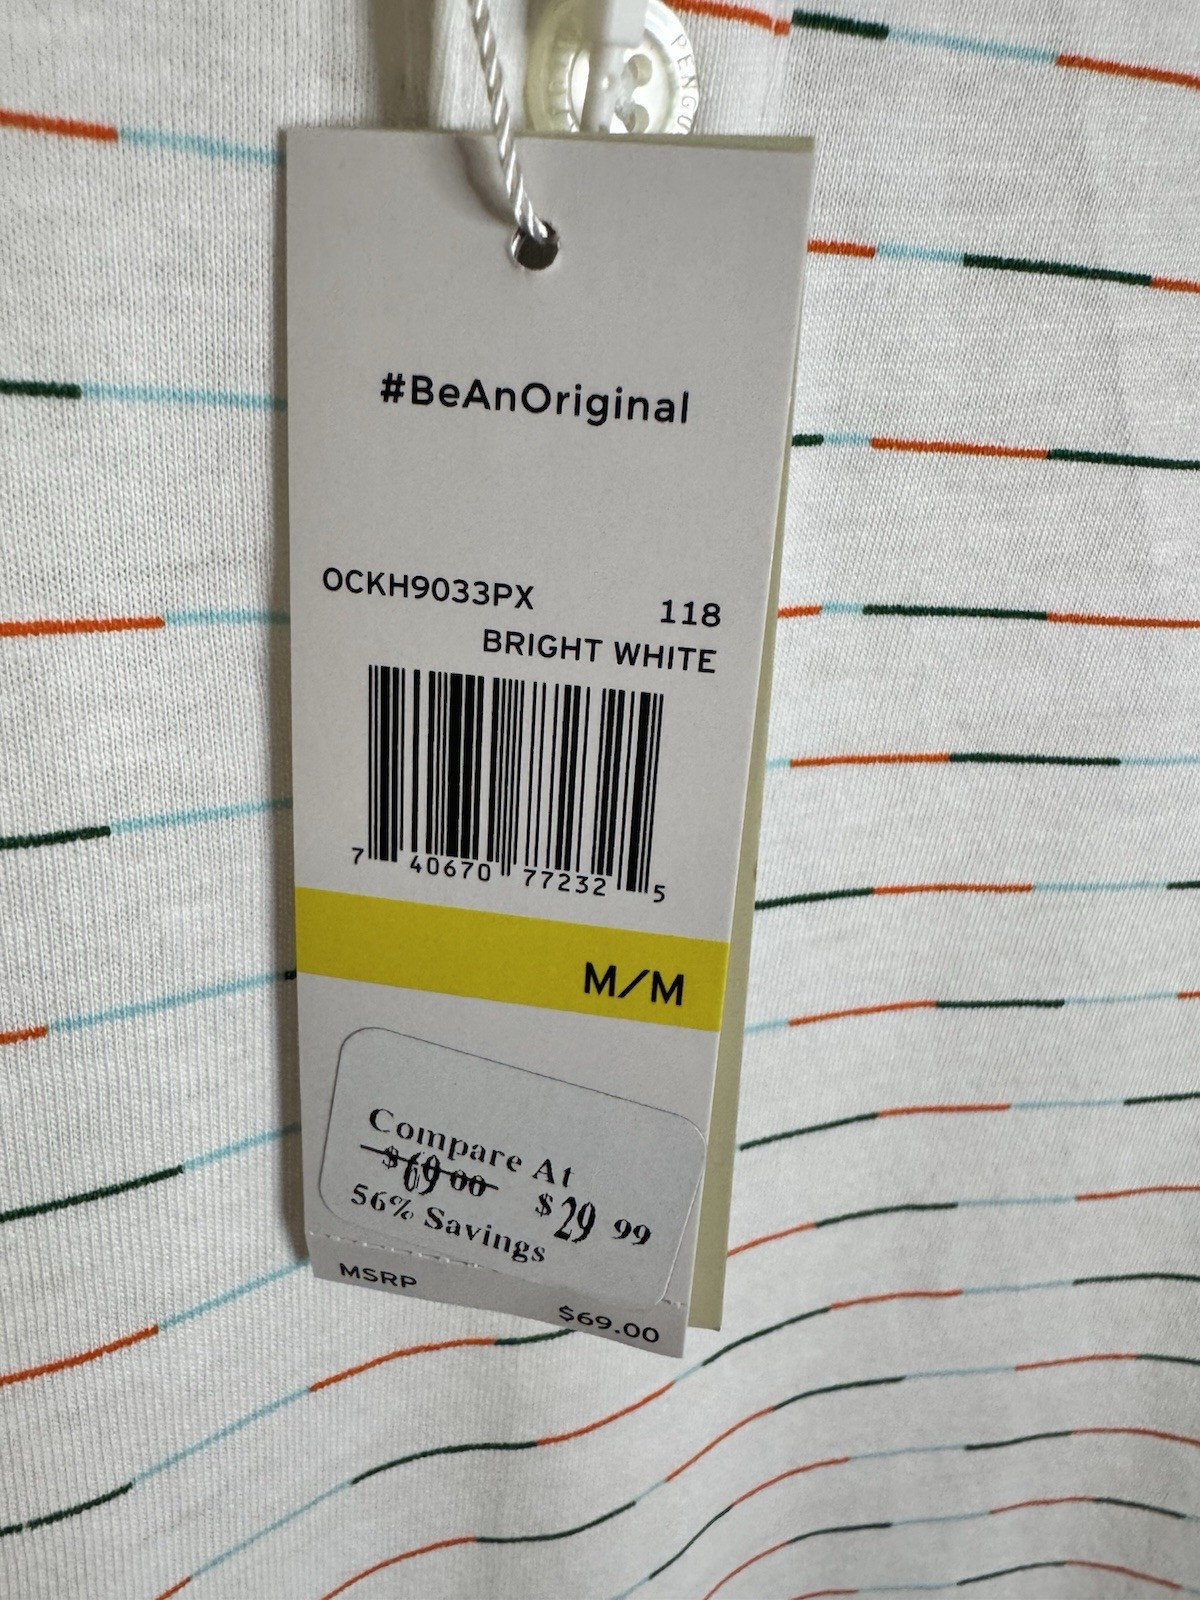 PENGU
#BeAnOriginal
OCKH9033PX 118
BRIGHT WHITE
7 40670 77232 5
M/M
Compare At
$69 00 $29 99
56% Savings
MSRP
$69.00